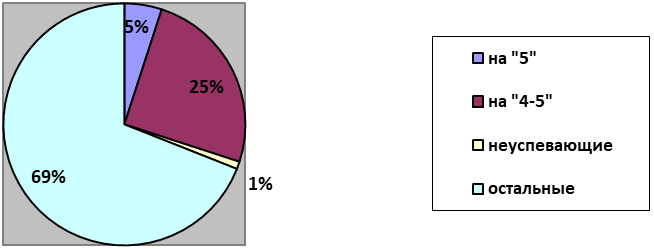 5%
25%
1%
69%
на "5"
на "4-5"
неуспевающие
остальные